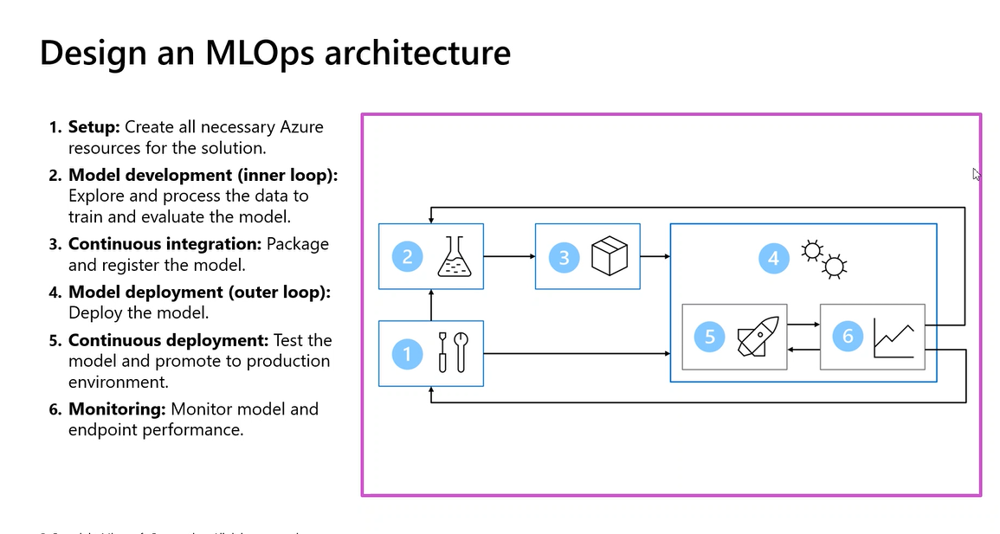 Design an MLOps architecture
1. Setup: Create all necessary Azure
resources for the solution.
2. Model development (inner loop):
Explore and process the data to
train and evaluate the model.
3. Continuous integration: Package
and register the model.
4. Model deployment (outer loop):
Deploy the model.
5. Continuous deployment: Test the
model and promote to production
environment.
6. Monitoring: Monitor model and
endpoint performance.
2
3
4
1
5
6